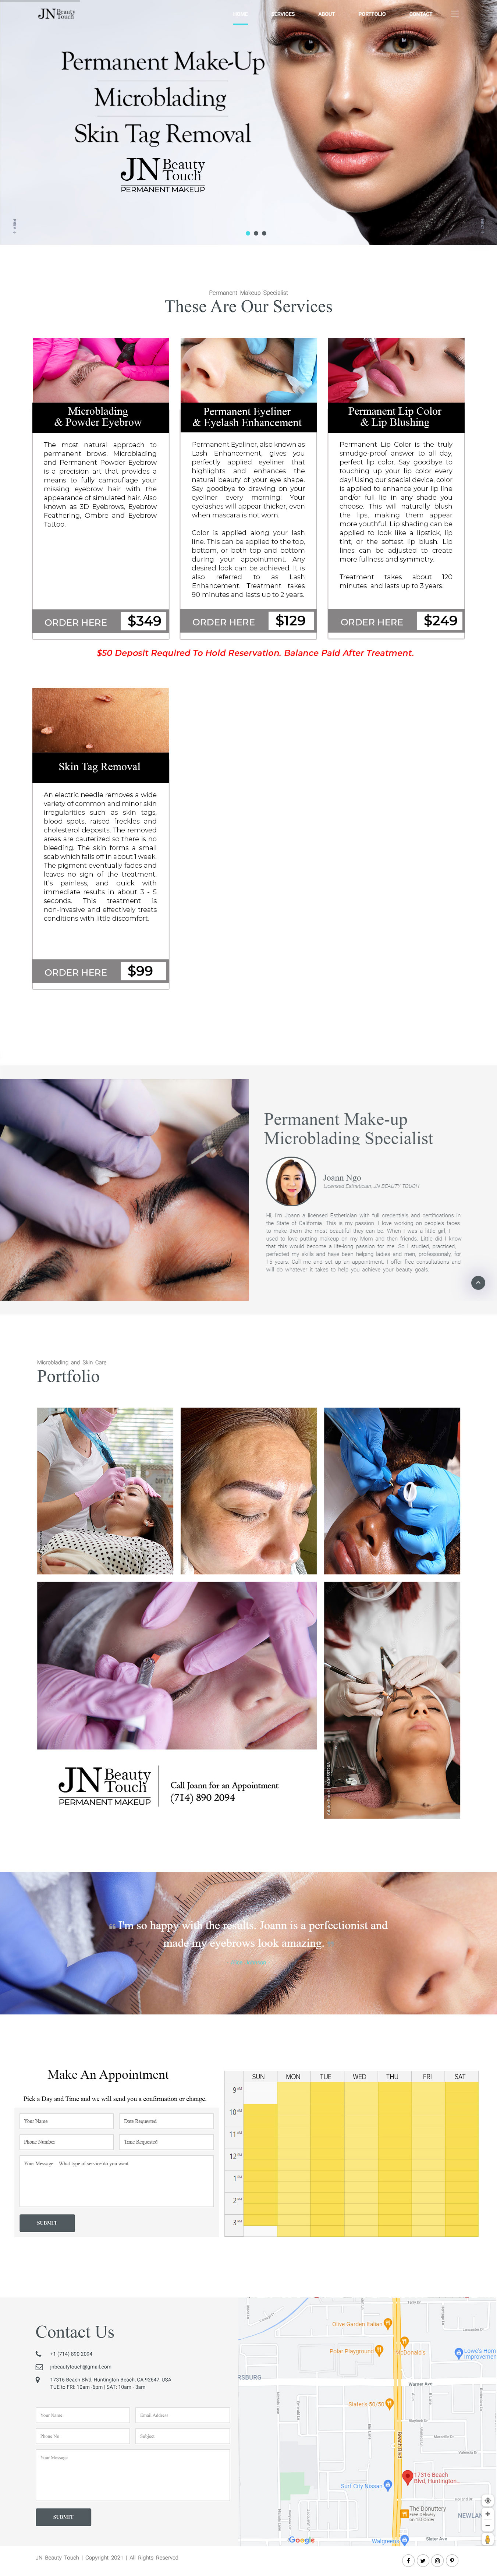 JN Beauty Touch
HOME SERVICES ABOUT PORTFOLIO CONTACT
Permanent Make-Up
Microblading
Skin Tag Removal
JN Beauty Touch
PERMANENT MAKEUP
Permanent Makeup Specialist
These Are Our Services
Microblading
& Powder Eyebrow
The most natural approach to
permanent brows. Microblading
and Permanent Powder Eyebrow
is a precision art that provides a
means to fully camouflage your
missing eyebrow hair with the
appearance of simulated hair. Also
known as 3D Eyebrows, Eyebrow
Feathering, Ombre and Eyebrow
Tattoo.
ORDER HERE $349
Permanent Eyeliner
& Eyelash Enhancement
Permanent Eyeliner, also known as
Lash Enhancement, gives you
perfectly applied eyeliner that
highlights and enhances the
natural beauty of your eye shape.
Say goodbye to drawing on your
eyeliner every morning! Your
eyelashes will appear thicker, even
when mascara is not worn.
Color is applied along your lash
line. This can be applied to the top,
bottom, or both top and bottom
during your appointment. Any
desired look can be achieved. It is
also referred to as Lash
Enhancement. Treatment takes
90 minutes and lasts up to 2 years.
ORDER HERE $129
Permanent Lip Color
& Lip Blushing
Permanent Lip Color is the truly
smudge-proof answer to all day,
perfect lip color. Say goodbye to
touching up your lip color every
day! Using our special device, color
is applied to enhance your lip line
and/or full lip in any shade you
choose. This will naturally blush
the lips, making them appear
more youthful. Lip shading can be
applied to look like a lipstick, lip
tint, or the softest lip blush. Lip
lines can be adjusted to create
more fullness and symmetry.
Treatment takes about 120
minutes and lasts up to 3 years.
ORDER HERE $249
$50 Deposit Required To Hold Reservation. Balance Paid After Treatment.
Skin Tag Removal
An electric needle removes a wide
variety of common and minor skin
irregularities such as skin tags,
blood spots, raised freckles and
cholesterol deposits. The removed
areas are cauterized so there is no
bleeding. The skin forms a small
scab which falls off in about 1 week.
The pigment eventually fades and
leaves no sign of the treatment.
It's painless, and quick with
immediate results in about 3 - 5
seconds. This treatment is
non-invasive and effectively treats
conditions with little discomfort.
ORDER HERE $99
Permanent Make-up
Microblading Specialist
Joann Ngo
Licensed Esthetician, JN BEAUTY TOUCH
Hi, I'm Joann a licensed Esthetician with full credentials and certifications in
the State of California. This is my passion. I love working on people's faces
to make them the most beautiful they can be. When I was a little girl, I
used to love putting makeup on my Mom and then friends. Little did I know
that this would become a life-long passion for me. So I studied, practiced,
perfected my skills and have been helping ladies and men, professionaly, for
15 years. Call me and set up an appointment. I offer free consultations and
will do whatever it takes to help you achieve your beauty goals.
Microblading and Skin Care
Portfolio
JN Beauty Touch
PERMANENT MAKEUP
Call Joann for an Appointment
(714) 890 2094
I'm so happy with the results. Joann is a perfectionist and
made my eyebrows look amazing.
Make An Appointment
Pick a Day and Time and we will send you a confirmation or change.
Your Name Date Requested
Phone Number Time Requested
Your Message - What type of service do you want
SUBMIT
SUN MON TUE WED THU FRI SAT
9 AM
10 AM
11 AM
12 PM
1 PM
2 PM
3 PM
Contact Us
+1 (714) 890 2094
jnbeautytouch@gmail.com
17316 Beach Blvd, Huntington Beach, CA 92647, USA
TUE to FRI: 10am -6pm | SAT: 10am - 3am
Your Name Email Address
Phone No Subject
Your Message
SUBMIT
Olive Garden Italian
Polar Playground
McDonald's
Lowe's Home
Improvement
RSBURG
Warner Ave
Slater's 50/50
Beach Blvd
17316 Beach
Blvd, Huntington...
Surf City Nissan
The Donuttery
Free Delivery
on 1st Order
NEWLAN
Walgreens
Slater Ave
Google
JN Beauty Touch | Copyright 2021 | All Rights Reserved